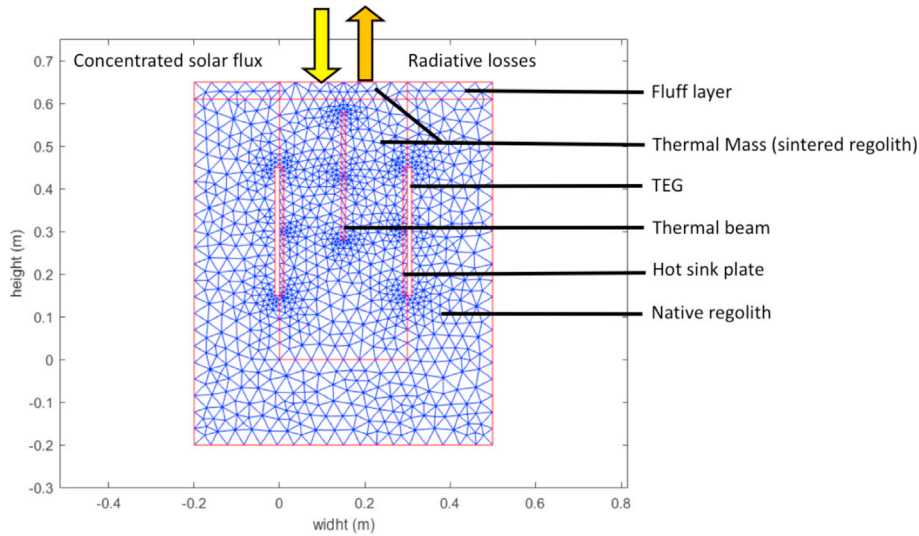 Concentrated solar flux
Radiative losses
Fluff layer
Thermal Mass (sintered regolith)
TEG
Thermal beam
Hot sink plate
Native regolith
height (m)
0.7
0.6
0.5
0.4
0.3
0.2
0.1
0
-0.1
-0.2
-0.3
-0.4
-0.2
0
0.2
0.4
0.6
0.8
widht (m)